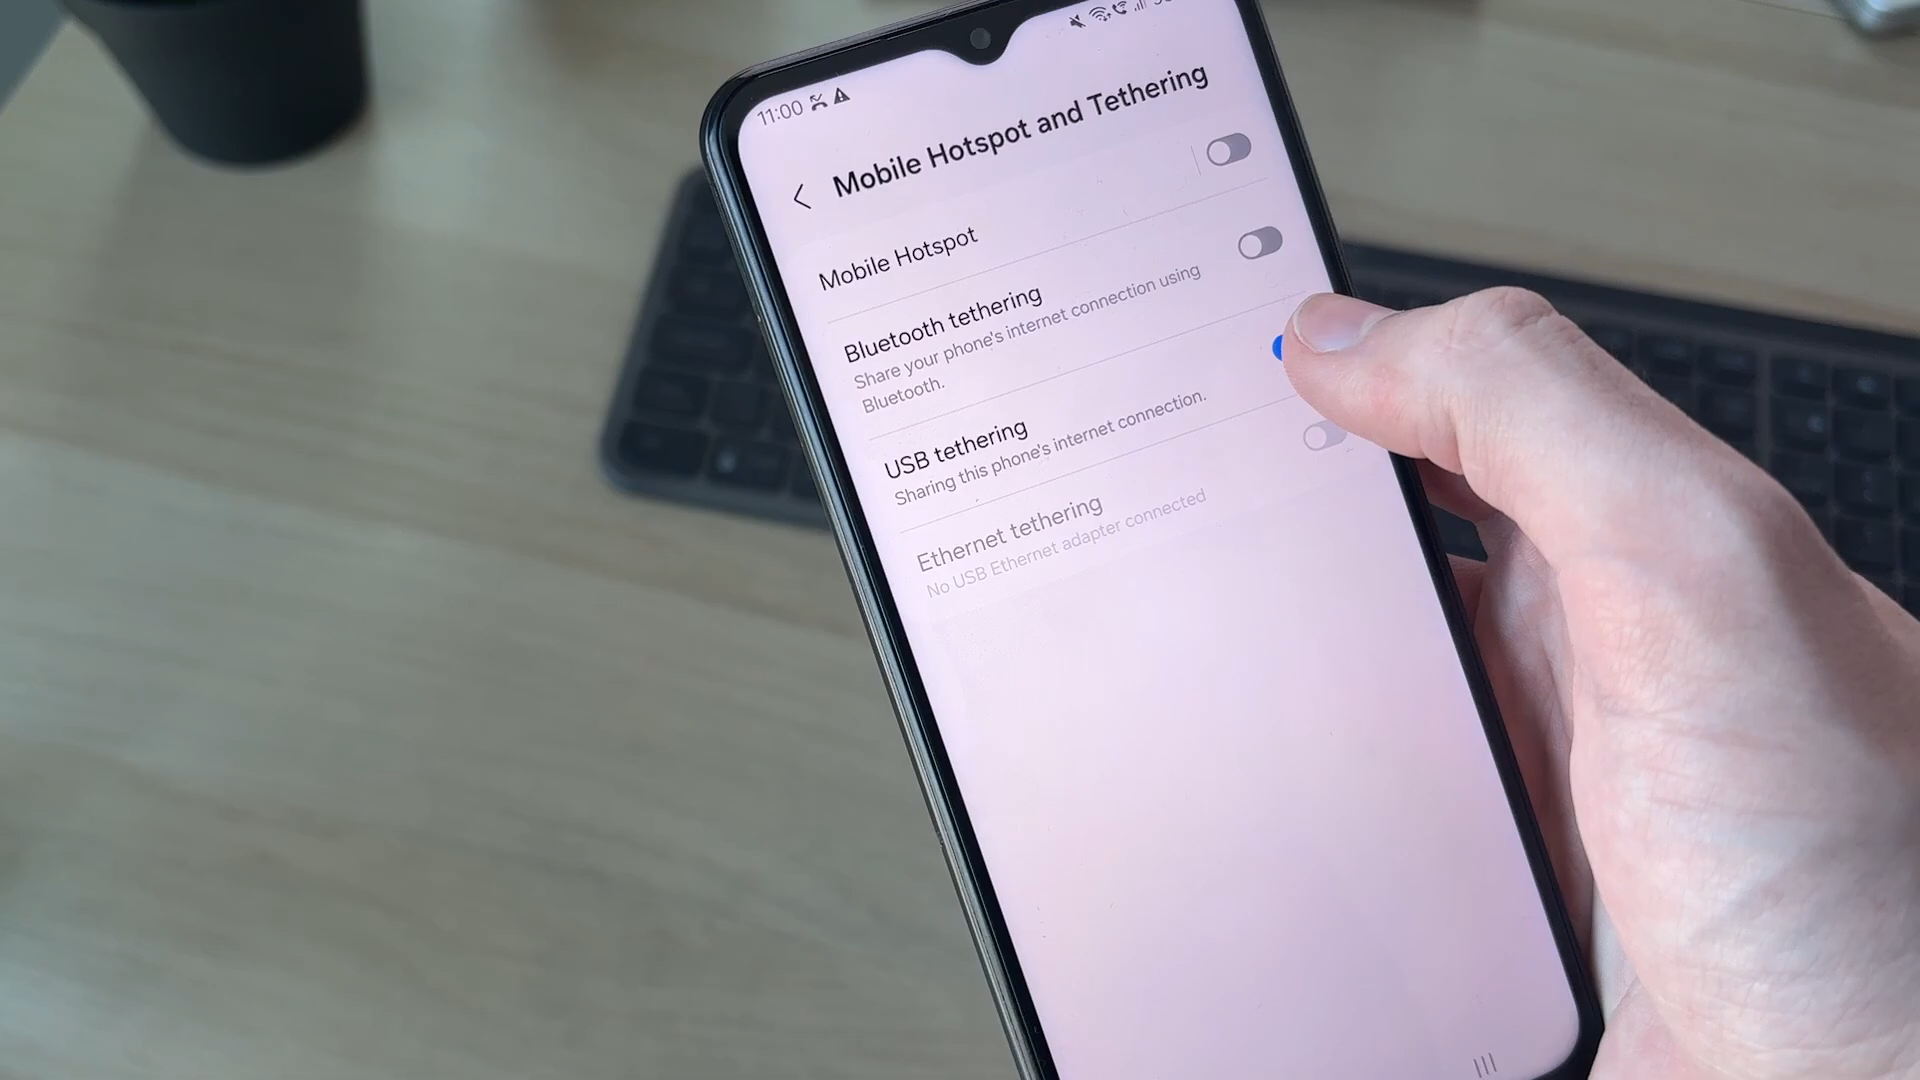 11:00
Mobile Hotspot and Tethering
Mobile Hotspot
Bluetooth tethering
Share your phone's internet connection using
Bluetooth.
USB tethering
Sharing this phone's internet connection.
Ethernet tethering
No USB Ethernet adapter connected